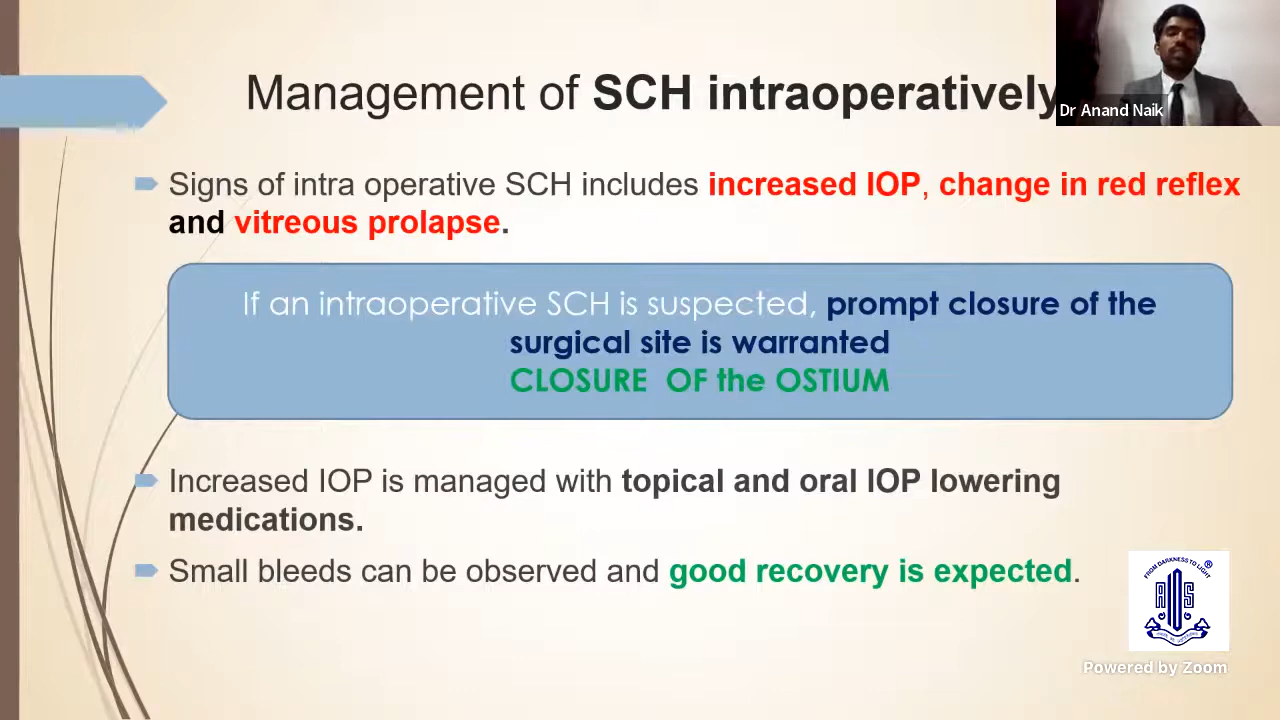 Management of SCH intraoperatively
Dr Anand Naik
Signs of intra operative SCH includes increased IOP, change in red reflex
and vitreous prolapse.
If an intraoperative SCH is suspected, prompt closure of the
surgical site is warranted
CLOSURE OF the OSTIUM
Increased IOP is managed with topical and oral IOP lowering
medications.
Small bleeds can be observed and good recovery is expected.
FROM DARKNESS TO LIGHT ®
Powered by Zoom